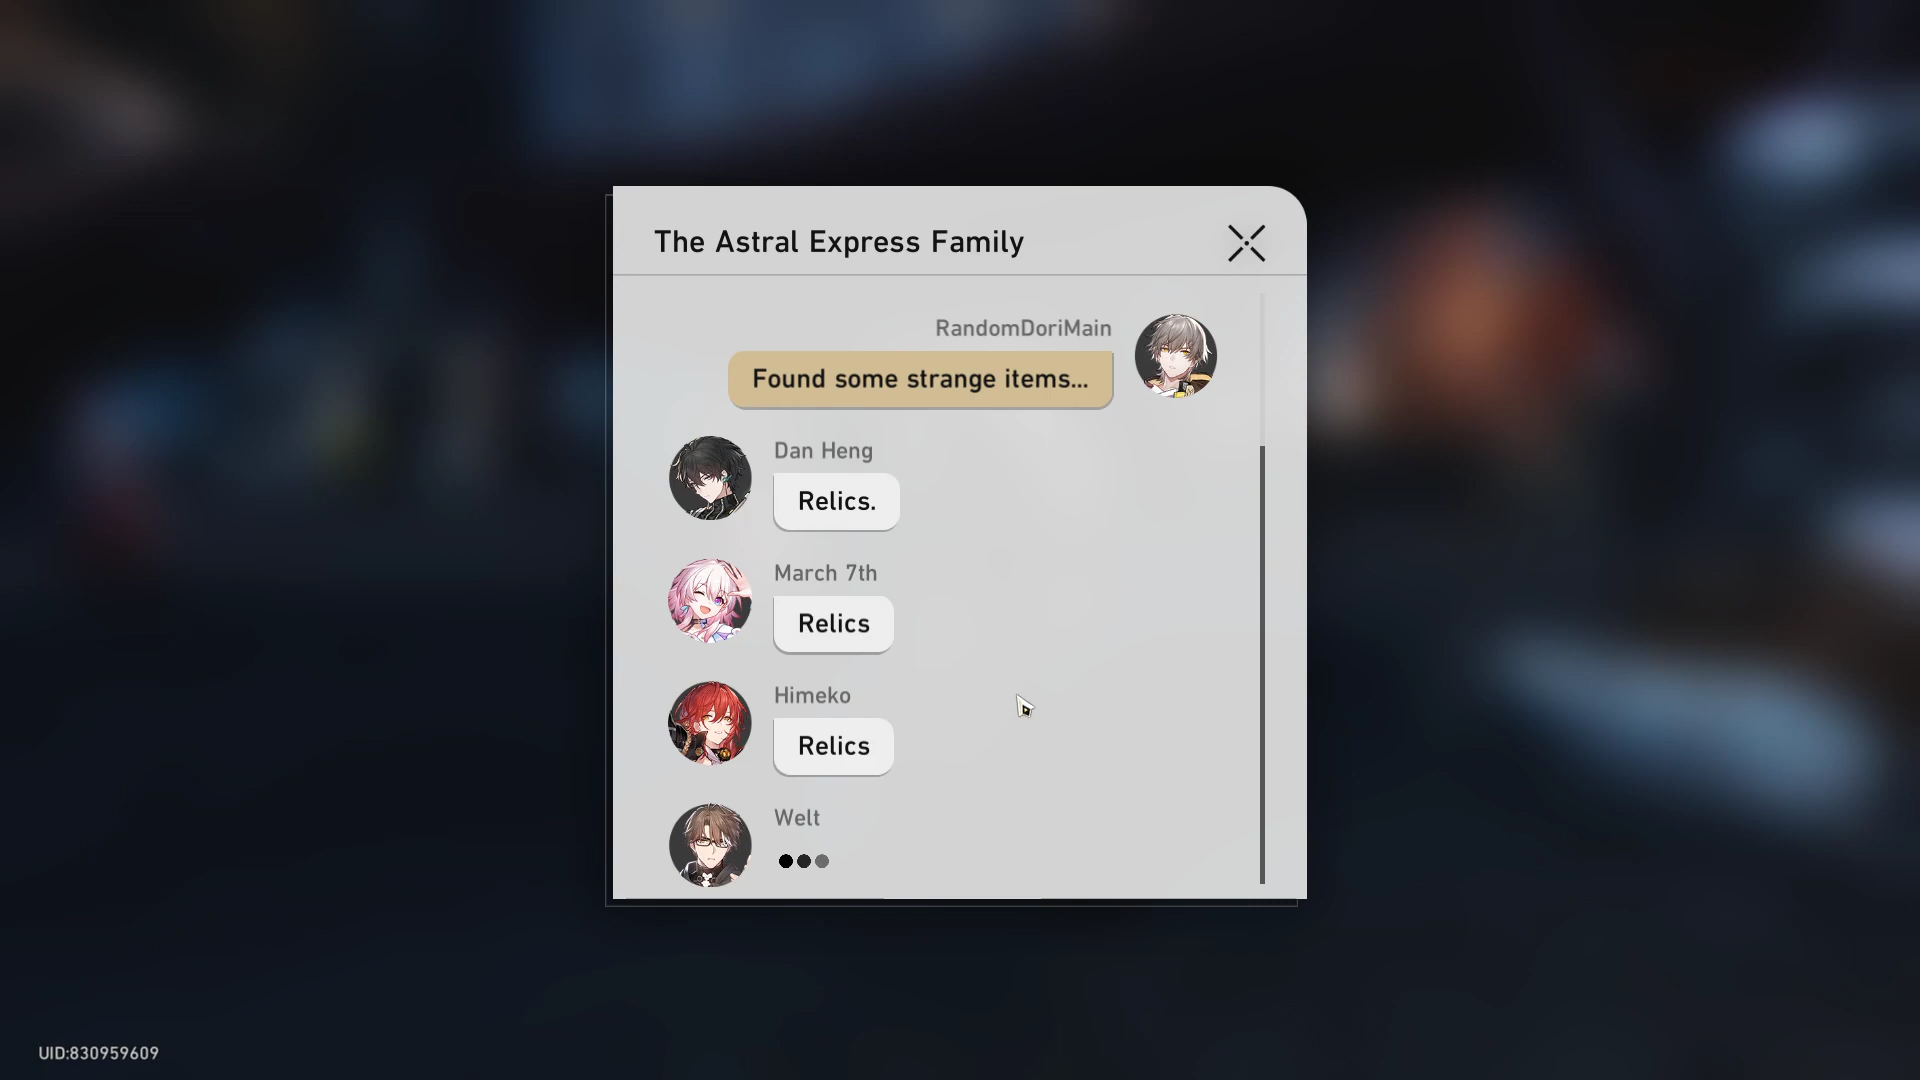 The Astral Express Family
RandomDoriMain
Found some strange items...
Dan Heng
Relics.
March 7th
Relics
Himeko
Relics
Welt
UID:830959609